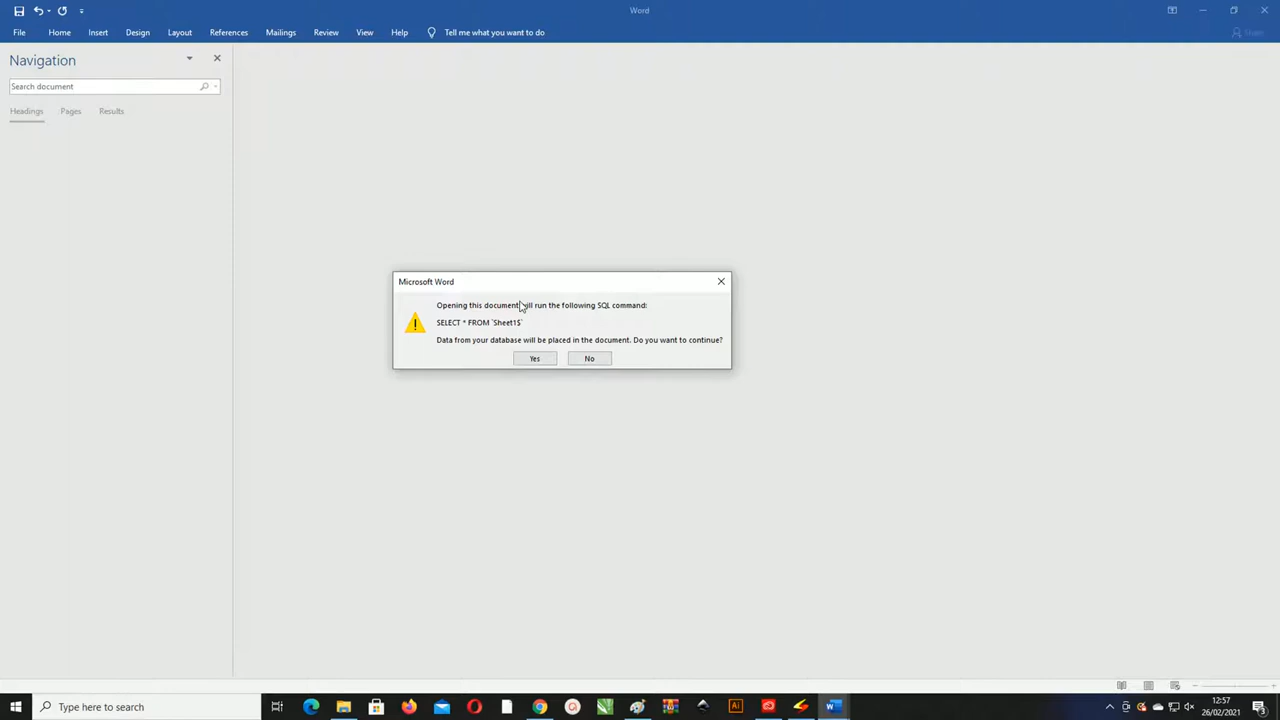 Word
File Home Insert Design Layout References Mailings Review View Help Tell me what you want to do Share
Navigation
Search document
Headings Pages Results
Microsoft Word
Opening this document will run the following SQL command:
SELECT * FROM `Sheet1$`
Data from your database will be placed in the document. Do you want to continue?
Yes No
Type here to search
12:57
26/02/2021